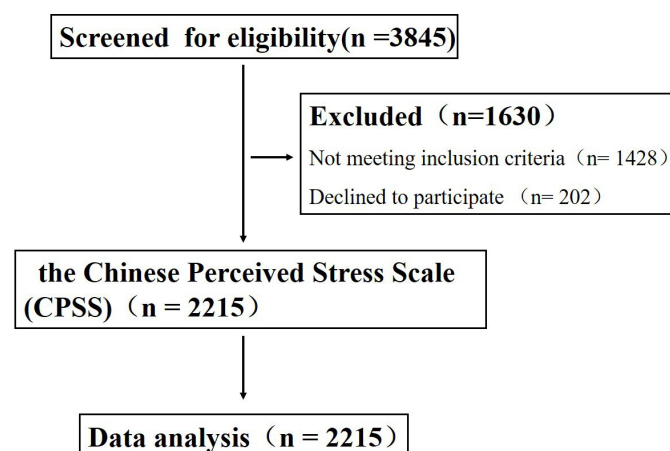 Screened for eligibility(n =3845)
Excluded（n=1630）
Not meeting inclusion criteria（n= 1428）
Declined to participate （n= 202）
the Chinese Perceived Stress Scale
(CPSS)（n = 2215）
Data analysis（n = 2215）